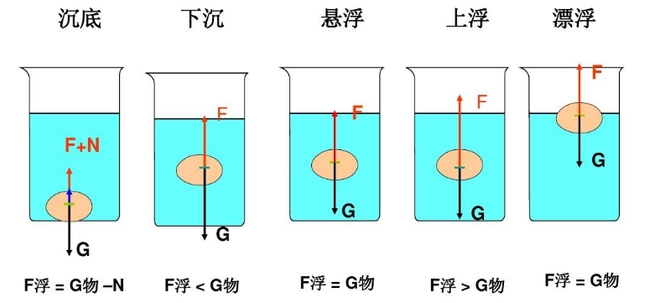 沉底
下沉
悬浮
上浮
漂浮
F+N
G
F
G
F
G
F
G
F
G
F浮 = G物 –N
F浮 < G物
F浮 = G物
F浮 > G物
F浮 = G物